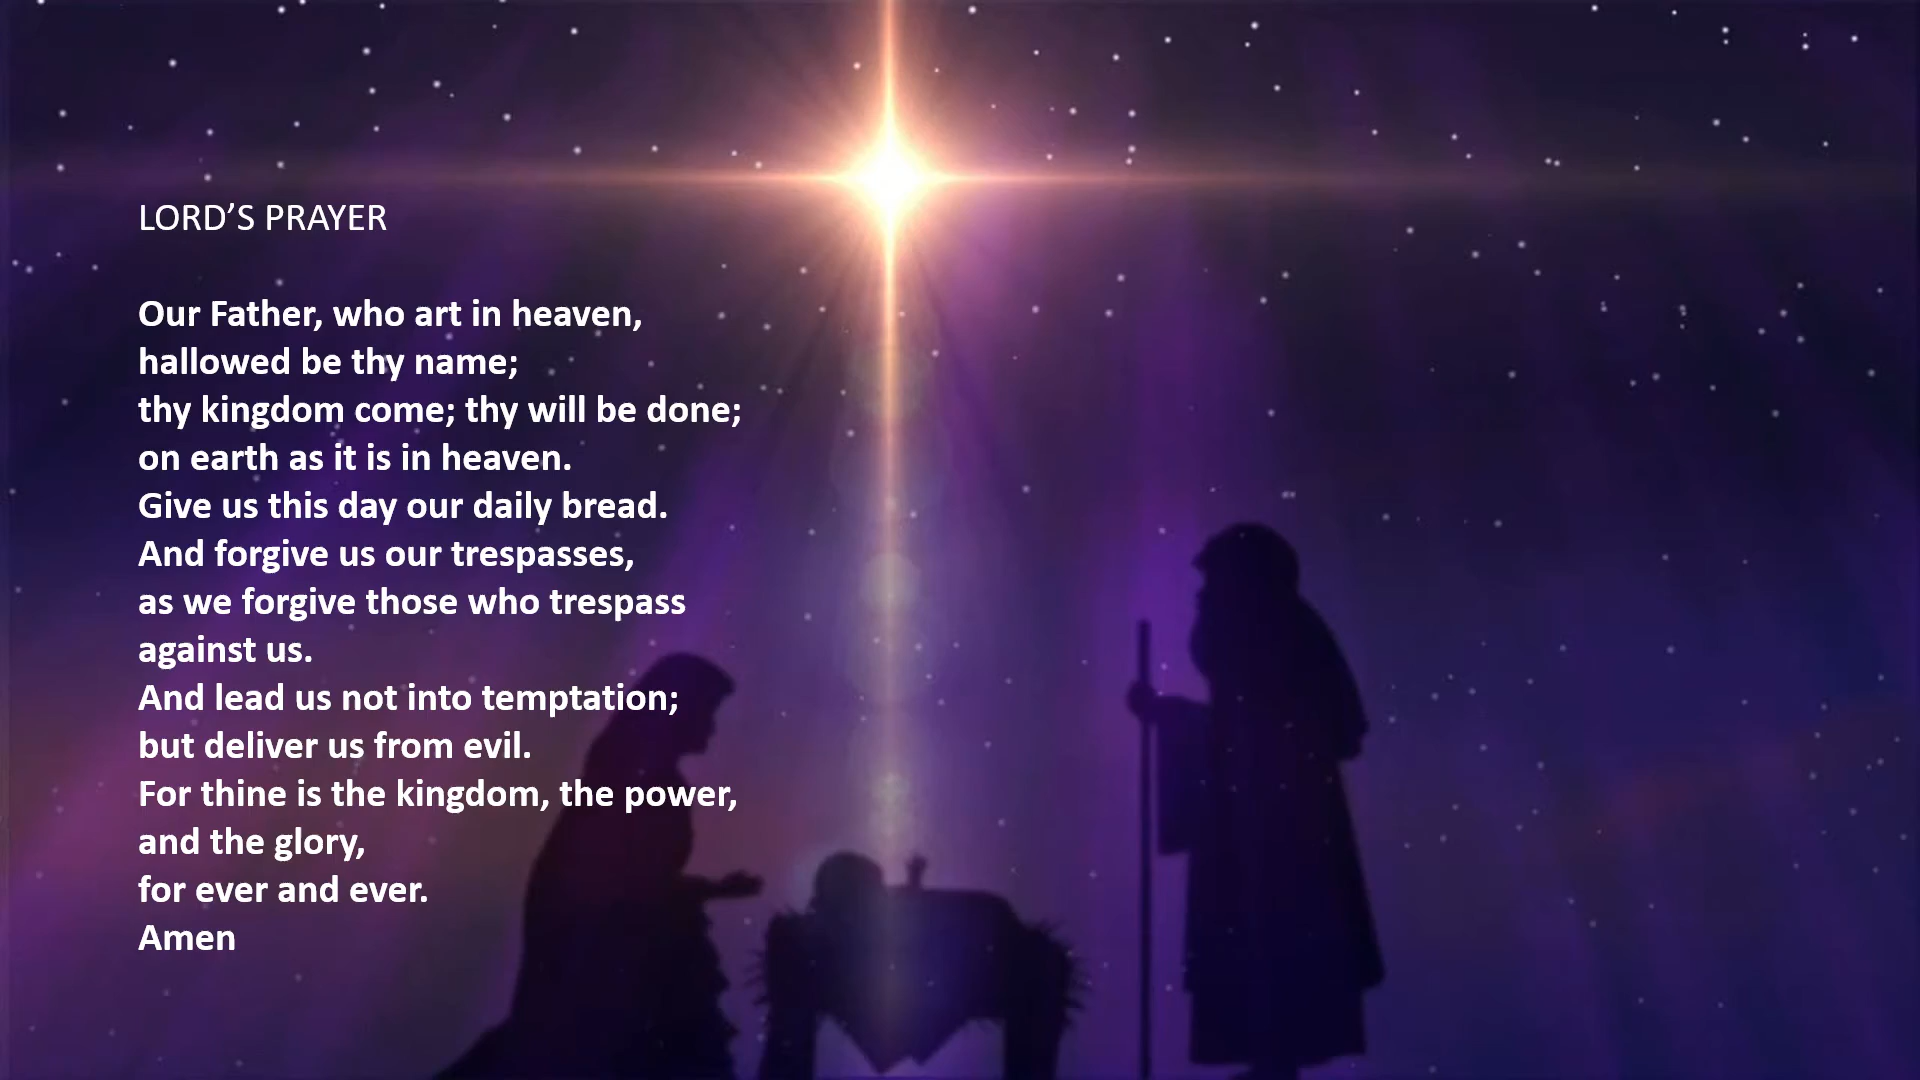 LORD’S PRAYER
Our Father, who art in heaven,
hallowed be thy name;
thy kingdom come; thy will be done;
on earth as it is in heaven.
Give us this day our daily bread.
And forgive us our trespasses,
as we forgive those who trespass
against us.
And lead us not into temptation;
but deliver us from evil.
For thine is the kingdom, the power,
and the glory,
for ever and ever.
Amen